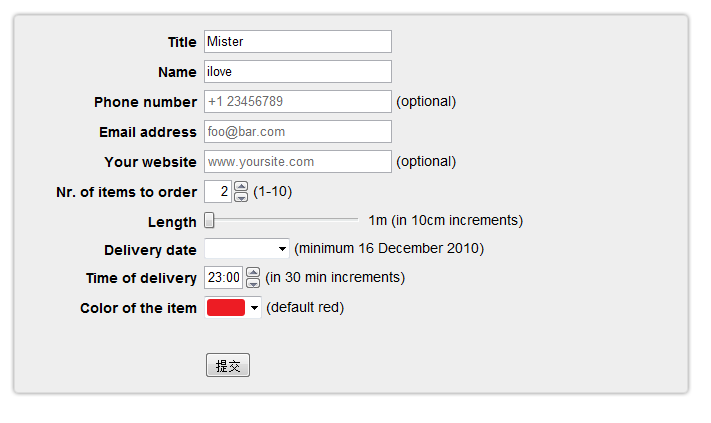 Title Mister
Name ilove
Phone number +1 23456789 (optional)
Email address foo@bar.com
Your website www.yoursite.com (optional)
Nr. of items to order 2 (1-10)
Length 1m (in 10cm increments)
Delivery date (minimum 16 December 2010)
Time of delivery 23:00 (in 30 min increments)
Color of the item (default red)
提交